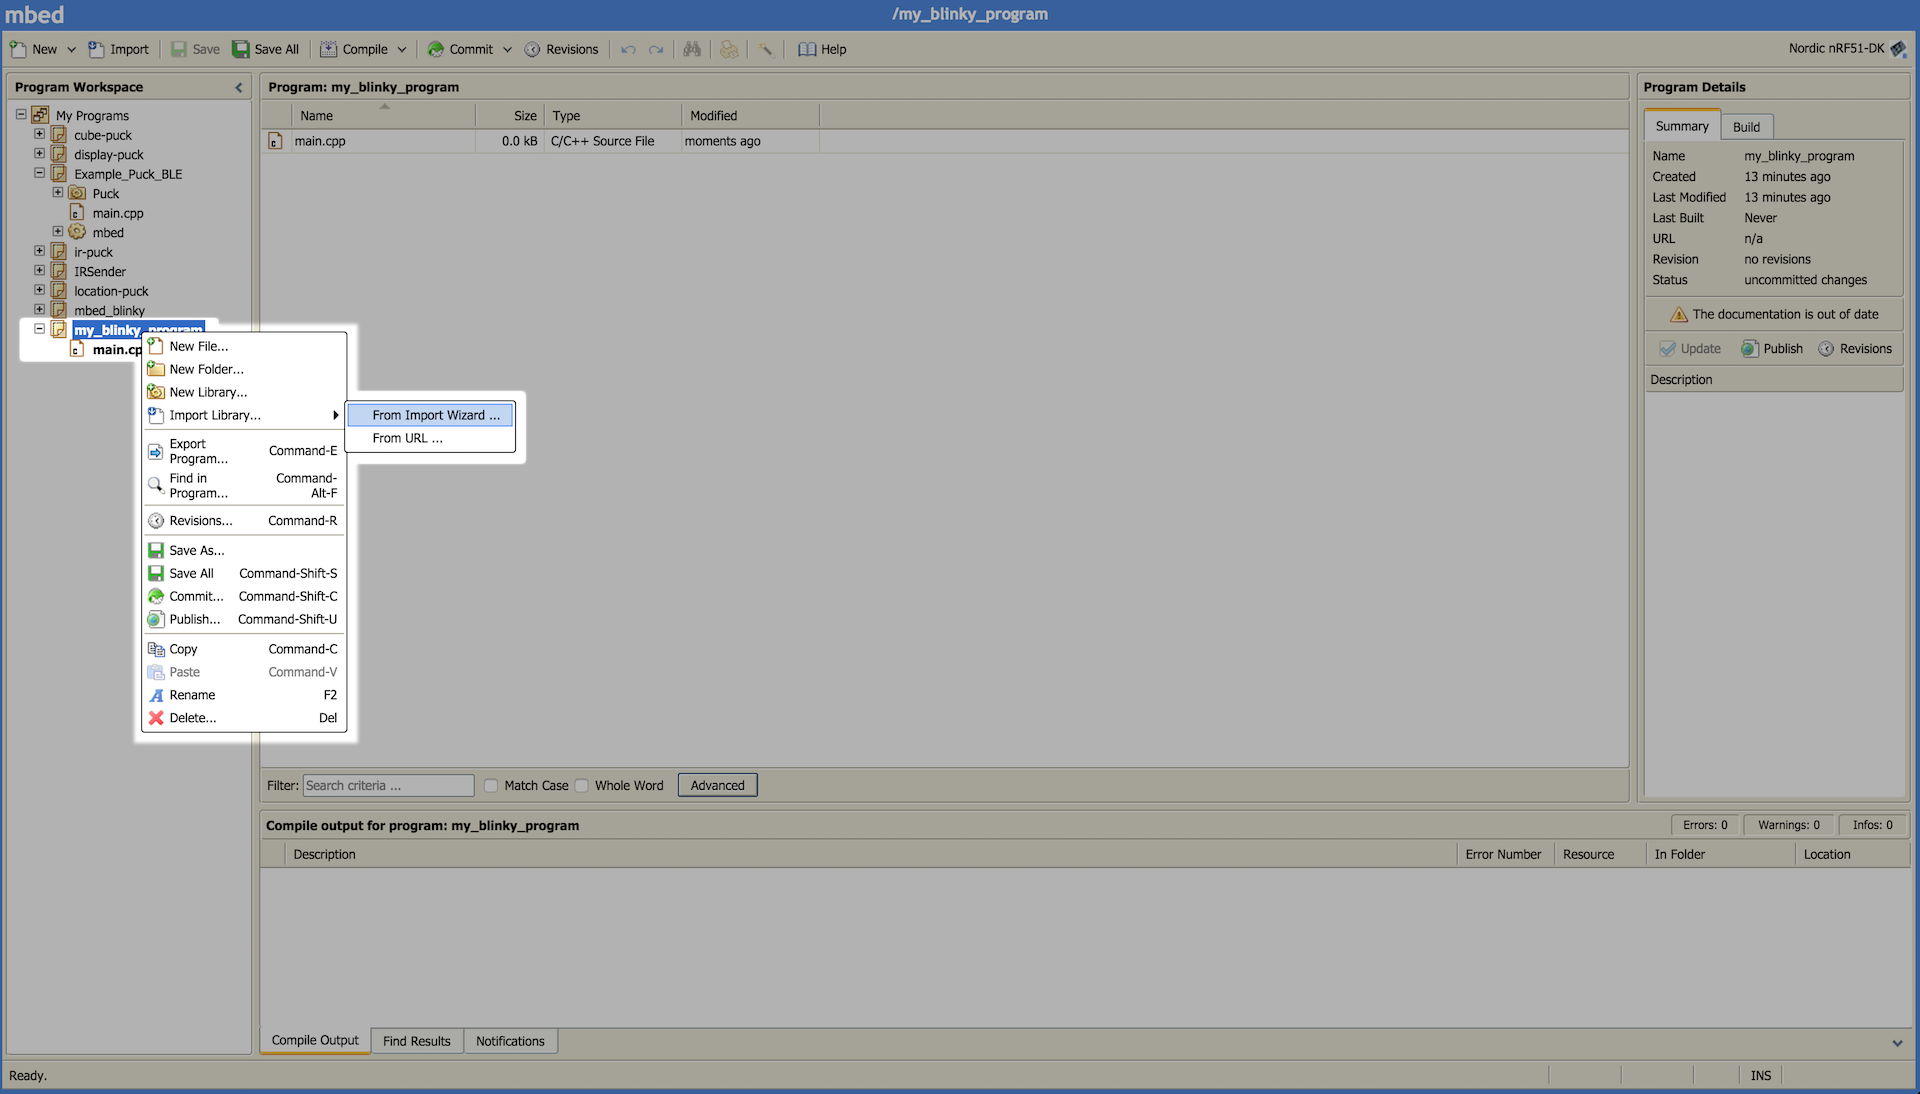 mbed
/my_blinky_program
New Import Save Save All Compile Commit Revisions Help Nordic nRF51-DK
Program Workspace
My Programs
cube-puck
display-puck
Example_Puck_BLE
Puck
main.cpp
mbed
ir-puck
IRSender
location-puck
mbed_blinky
my_blinky_program
main.cp
New File...
New Folder...
New Library...
Import Library...
From Import Wizard ...
From URL ...
Export Program... Command-E
Find in Program... Command-Alt-F
Revisions... Command-R
Save As...
Save All Command-Shift-S
Commit... Command-Shift-C
Publish... Command-Shift-U
Copy Command-C
Paste Command-V
Rename F2
Delete... Del
Program: my_blinky_program
Name Size Type Modified
main.cpp 0.0 kB C/C++ Source File moments ago
Filter: Search criteria ... Match Case Whole Word Advanced
Program Details
Summary Build
Name my_blinky_program
Created 13 minutes ago
Last Modified 13 minutes ago
Last Built Never
URL n/a
Revision no revisions
Status uncommitted changes
The documentation is out of date
Update Publish Revisions
Description
Compile output for program: my_blinky_program Errors: 0 Warnings: 0 Infos: 0
Description Error Number Resource In Folder Location
Compile Output Find Results Notifications
Ready. INS